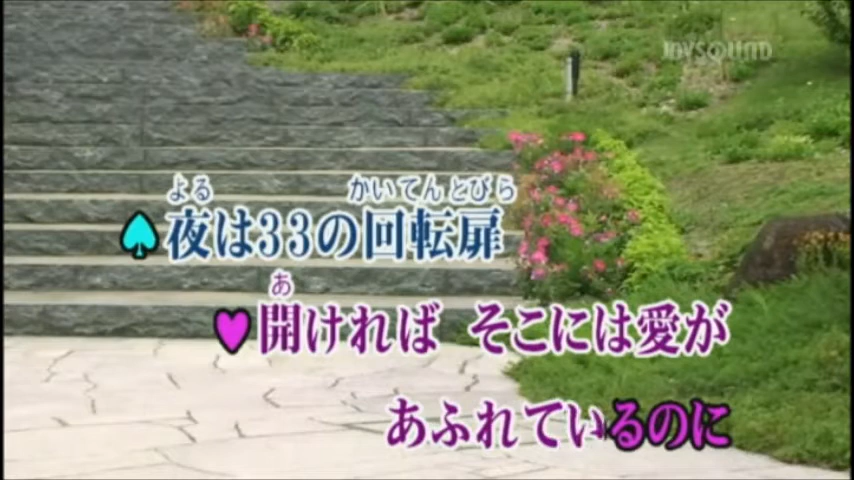 JOYSOUND
よる かいてんとびら
♠夜は33の回転扉
あ
♥開ければ そこには愛が
あふれているのに